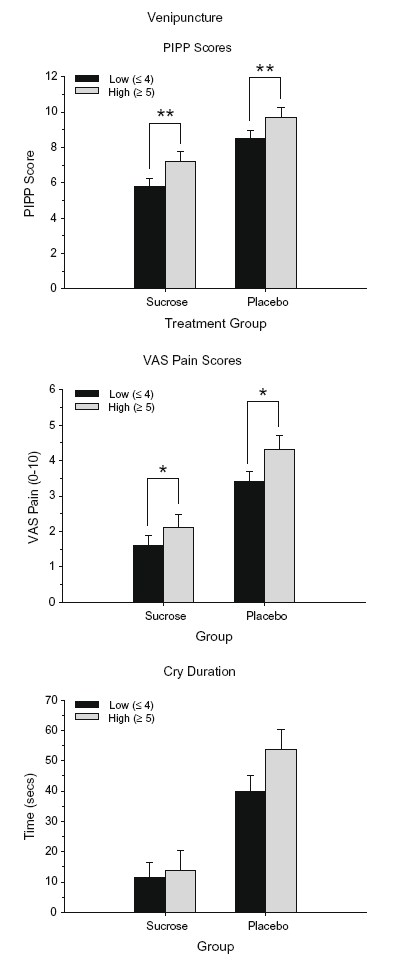 Venipuncture
PIPP Scores
12
10
8
6
4
2
0
PIPP Score
Low (≤ 4)
High (≥ 5)
**
**
Sucrose Placebo
Treatment Group
VAS Pain Scores
6
5
4
3
2
1
0
VAS Pain (0-10)
Low (≤ 4)
High (≥ 5)
*
*
Sucrose Placebo
Group
Cry Duration
70
60
50
40
30
20
10
0
Time (secs)
Low (≤ 4)
High (≥ 5)
Sucrose Placebo
Group